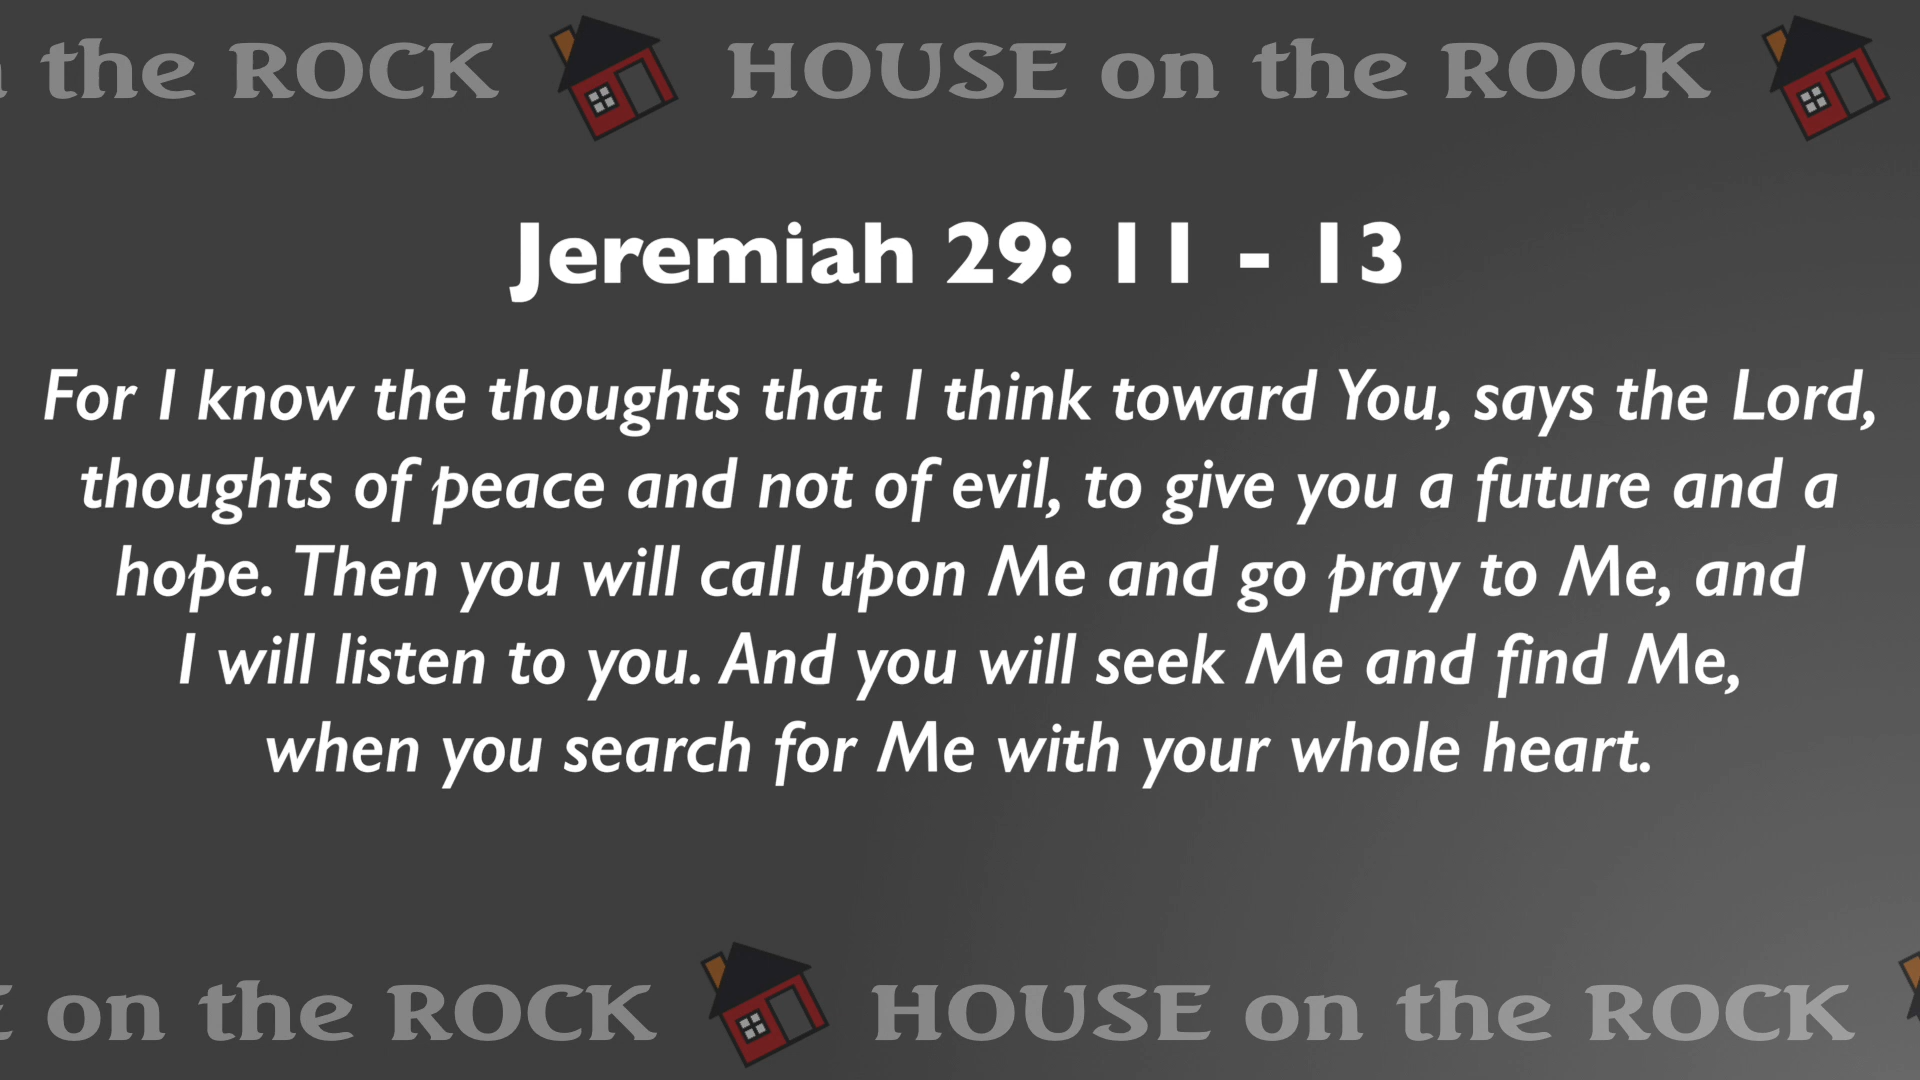 the ROCK HOUSE on the ROCK
Jeremiah 29: 11 - 13
For I know the thoughts that I think toward You, says the Lord,
thoughts of peace and not of evil, to give you a future and a
hope. Then you will call upon Me and go pray to Me, and
I will listen to you. And you will seek Me and find Me,
when you search for Me with your whole heart.
on the ROCK HOUSE on the ROCK